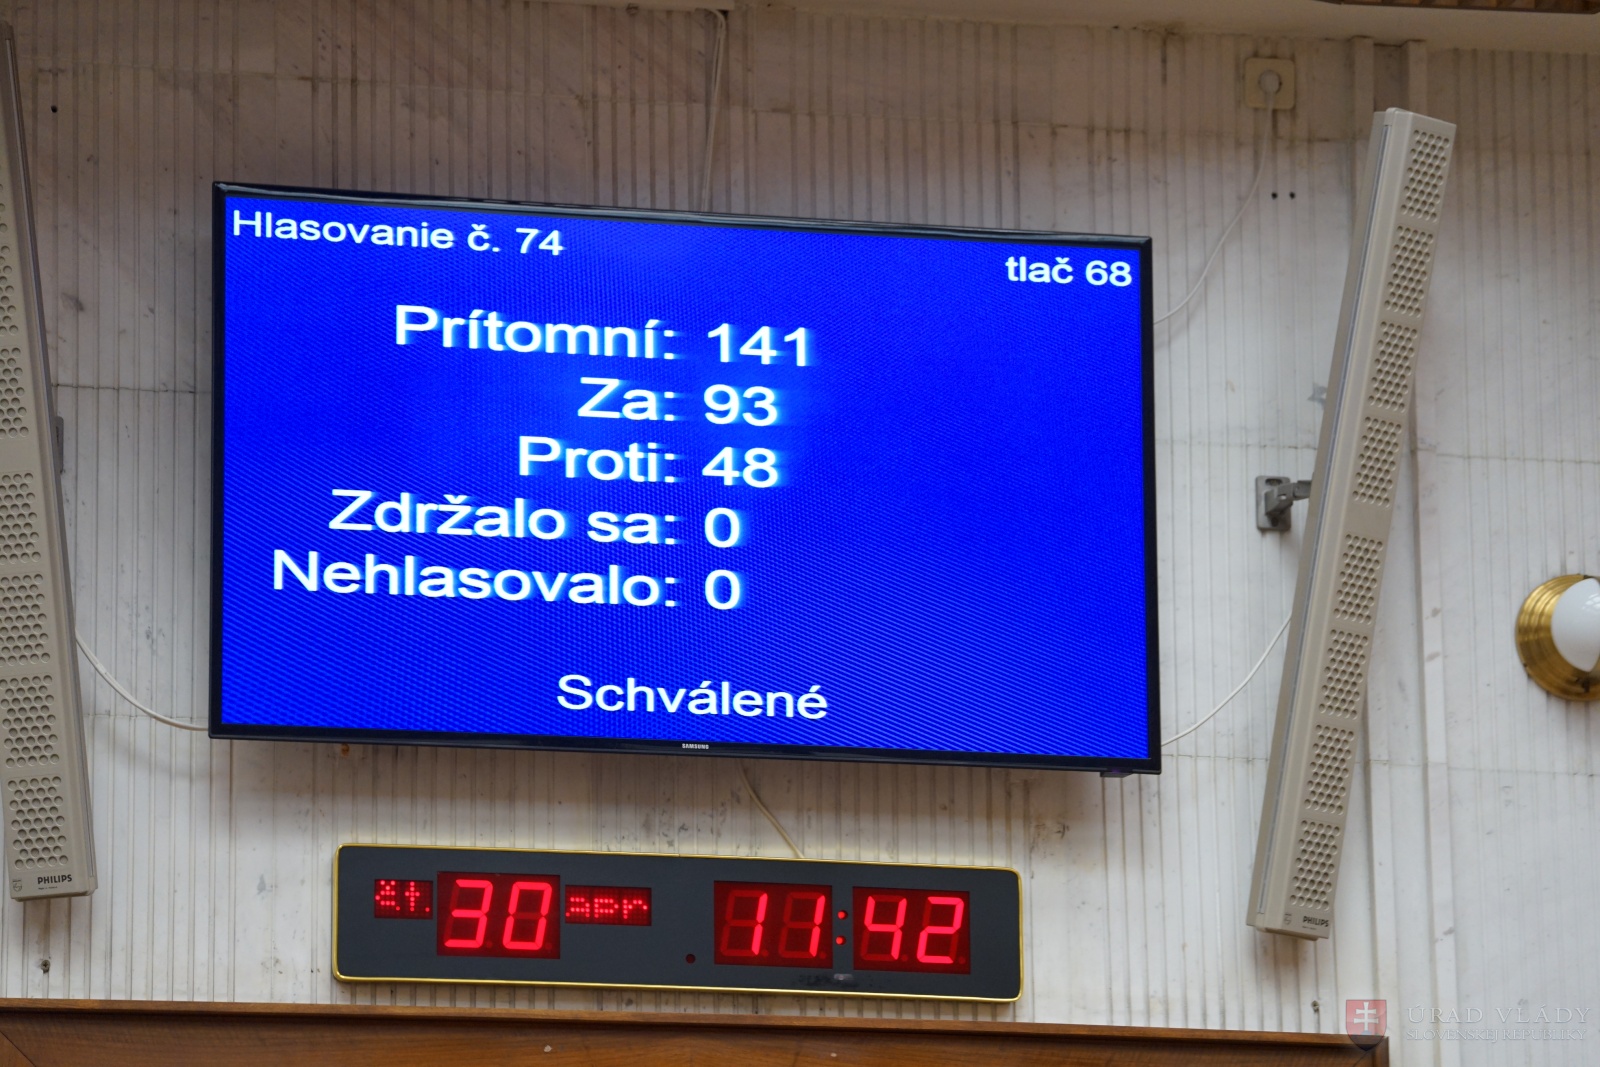 Hlasovanie č. 74
tlač 68
Prítomní: 141
Za: 93
Proti: 48
Zdržalo sa: 0
Nehlasovalo: 0
Schválené
SAMSUNG
PHILIPS
PHILIPS
čt 30 apr 11:42
ÚRAD VLÁDY
SLOVENSKEJ REPUBLIKY